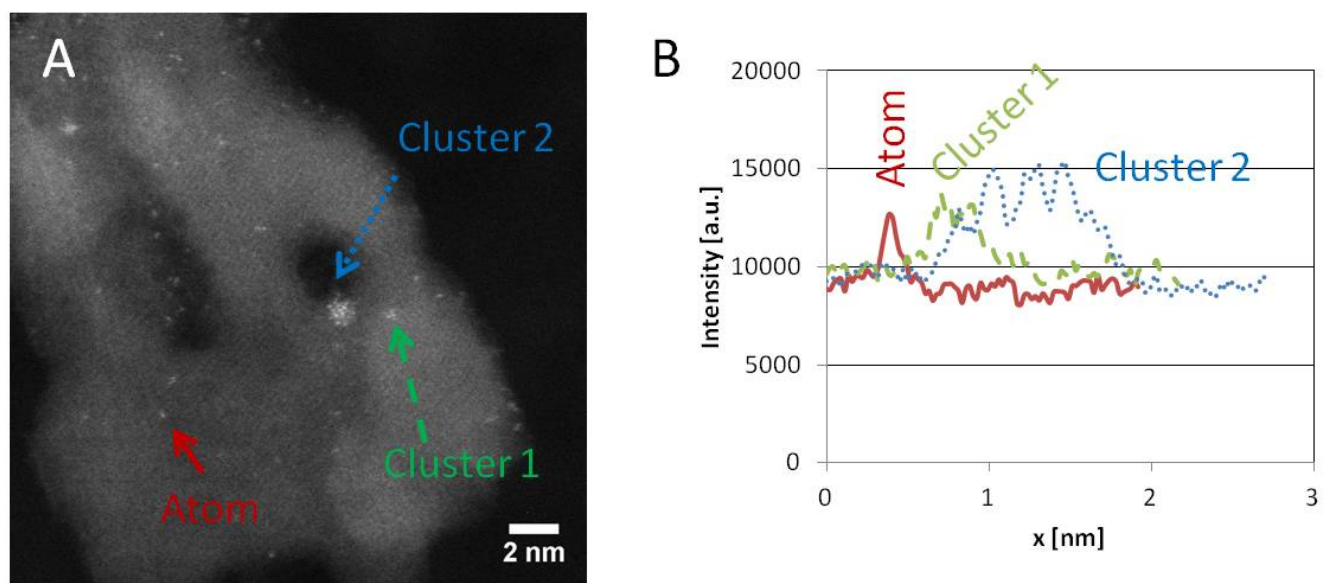 A
Cluster 2
Cluster 1
Atom
2 nm
B
Intensity [a.u.]
20000
15000
10000
5000
0
Atom
Cluster 1
Cluster 2
0
1
2
3
x [nm]